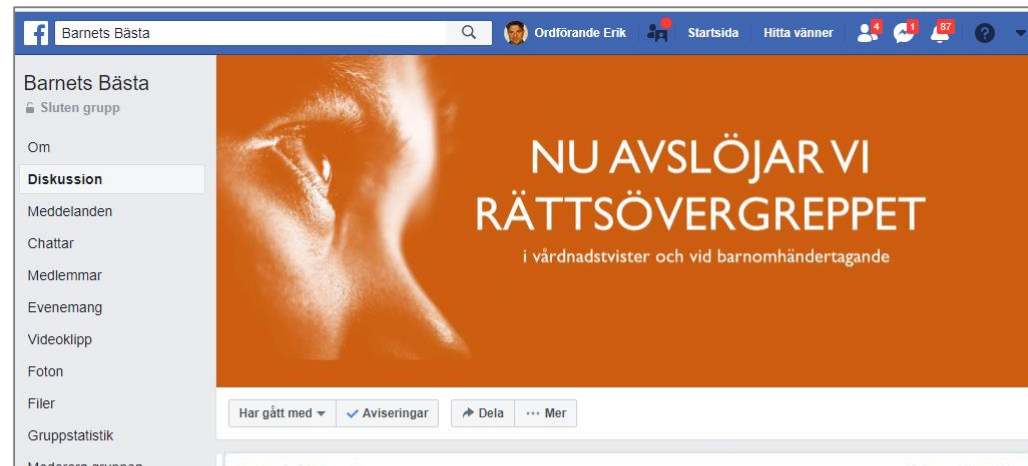 Barnets Bästa
Ordförande Erik
Startsida
Hitta vänner
4
1
87
?
Barnets Bästa
Sluten grupp
Om
Diskussion
Meddelanden
Chattar
Medlemmar
Evenemang
Videoklipp
Foton
Filer
Gruppstatistik
Moderera gruppen
NU AVSLÖJAR VI
RÄTTSÖVERGREPPET
i vårdnadstvister och vid barnomhändertagande
Har gått med
Aviseringar
Dela
Mer